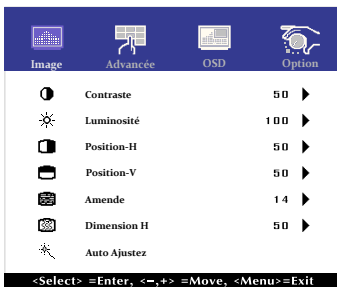 Image Advancée OSD Option
Contraste 50
Luminosité 100
Position-H 50
Position-V 50
Amende 14
Dimension H 50
Auto Ajustez
<Select> =Enter, <−,+> =Move, <Menu>=Exit